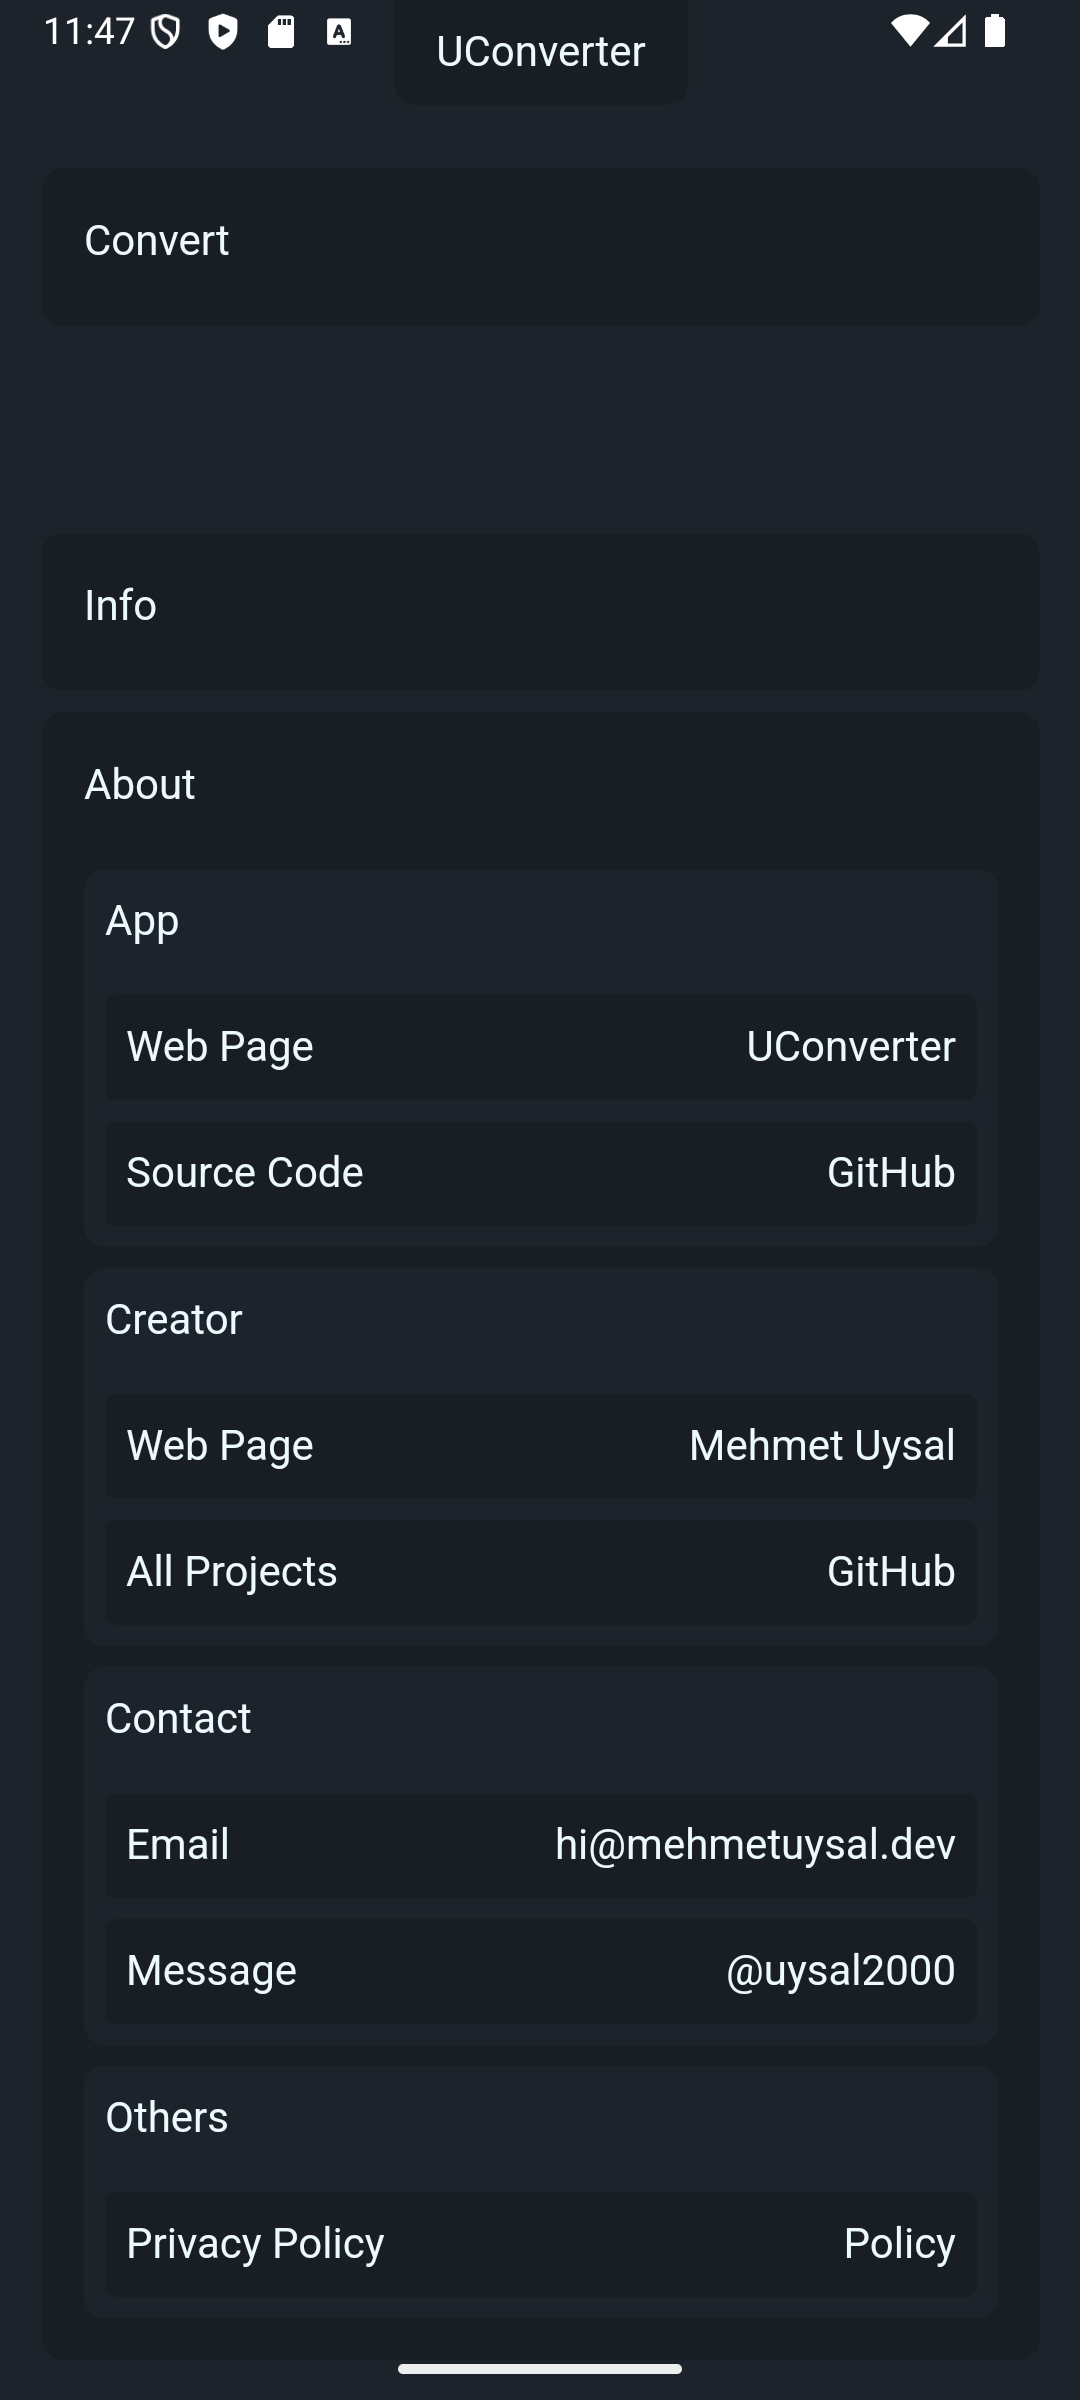 11:47
UConverter
Convert
Info
About
App
Web Page UConverter
Source Code GitHub
Creator
Web Page Mehmet Uysal
All Projects GitHub
Contact
Email hi@mehmetuysal.dev
Message @uysal2000
Others
Privacy Policy Policy